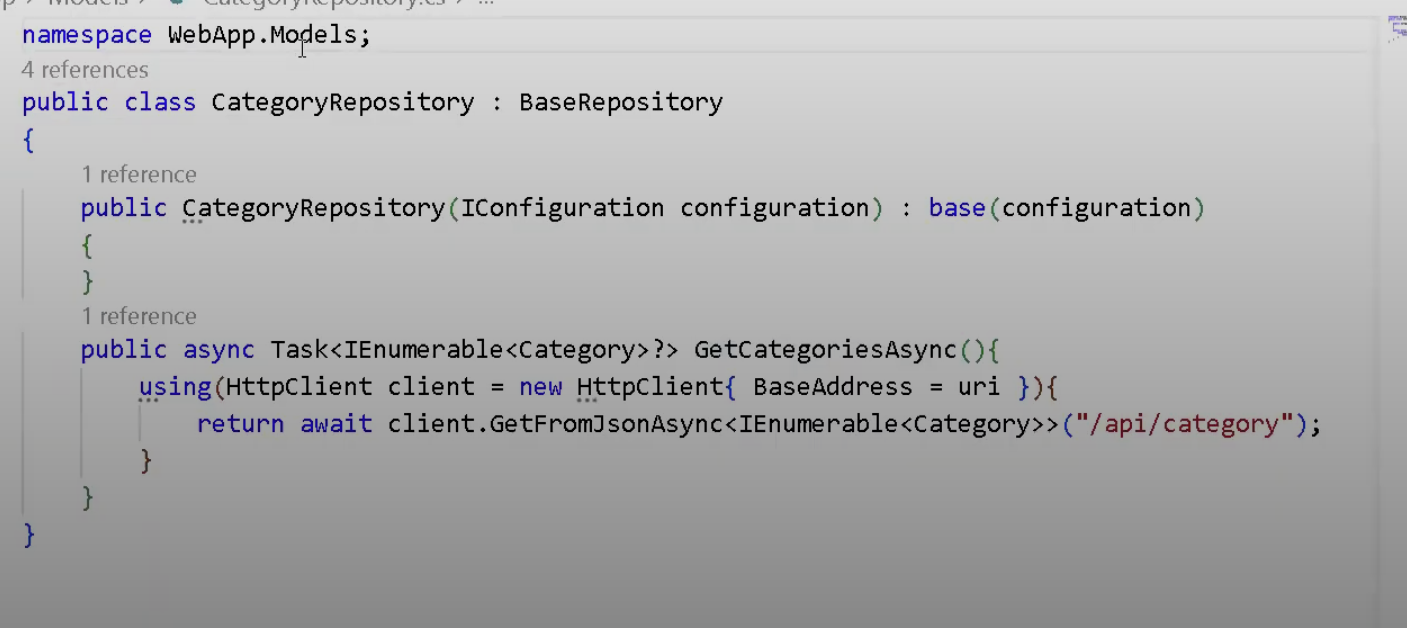 Models CategoryRepository.cs ...
namespace WebApp.Models;
4 references
public class CategoryRepository : BaseRepository
{
1 reference
public CategoryRepository(IConfiguration configuration) : base(configuration)
{
}
1 reference
public async Task<IEnumerable<Category>?> GetCategoriesAsync(){
using(HttpClient client = new HttpClient{ BaseAddress = uri }){
return await client.GetFromJsonAsync<IEnumerable<Category>>("/api/category");
}
}
}